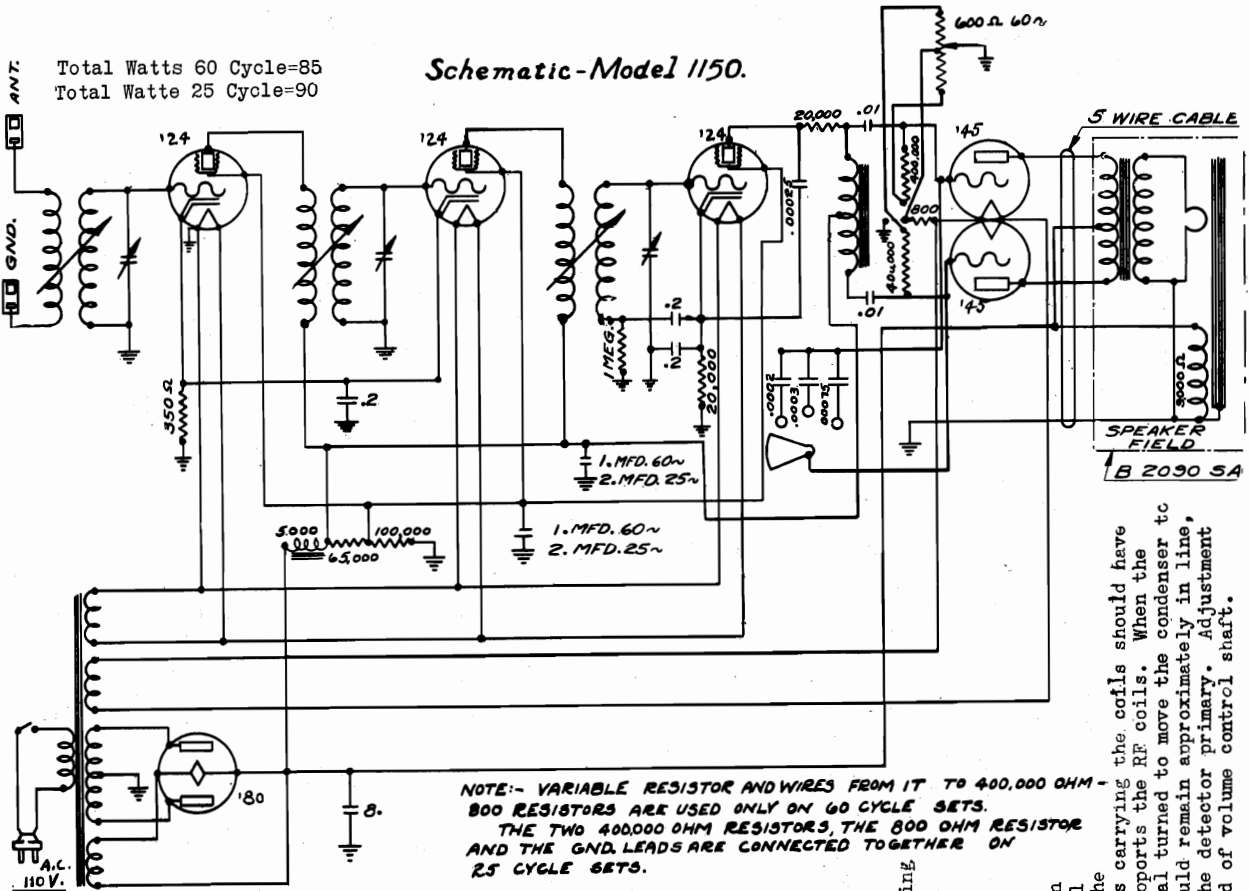 Total Watts 60 Cycle=85
Total Watte 25 Cycle=90
Schematic-Model 1150.
ANT.
GND.
'24
'24
'24
20,000
.01
600Ω 60~
'45
5 WIRE CABLE
.00025
400,000
800
400,000
.01
'45
350Ω
.2
1 MEG.
.2
.2
20,000
.0002
.0003
.00075
3,000Ω
SPEAKER
FIELD
B 2090 SA
1. MFD. 60~
2. MFD. 25~
1. MFD. 60~
2. MFD. 25~
5,000
65,000
100,000
'80
8.
A.C.
110 V.
NOTE:- VARIABLE RESISTOR AND WIRES FROM IT TO 400,000 OHM-
800 RESISTORS ARE USED ONLY ON 60 CYCLE SETS.
THE TWO 400,000 OHM RESISTORS, THE 800 OHM RESISTOR
AND THE GND. LEADS ARE CONNECTED TOGETHER ON
25 CYCLE SETS.
s carrying the coils should have
pports the RF coils. When the
l turned to move the condenser to
uld remain approximately in line,
he detector primary. Adjustment
d of volume control shaft.